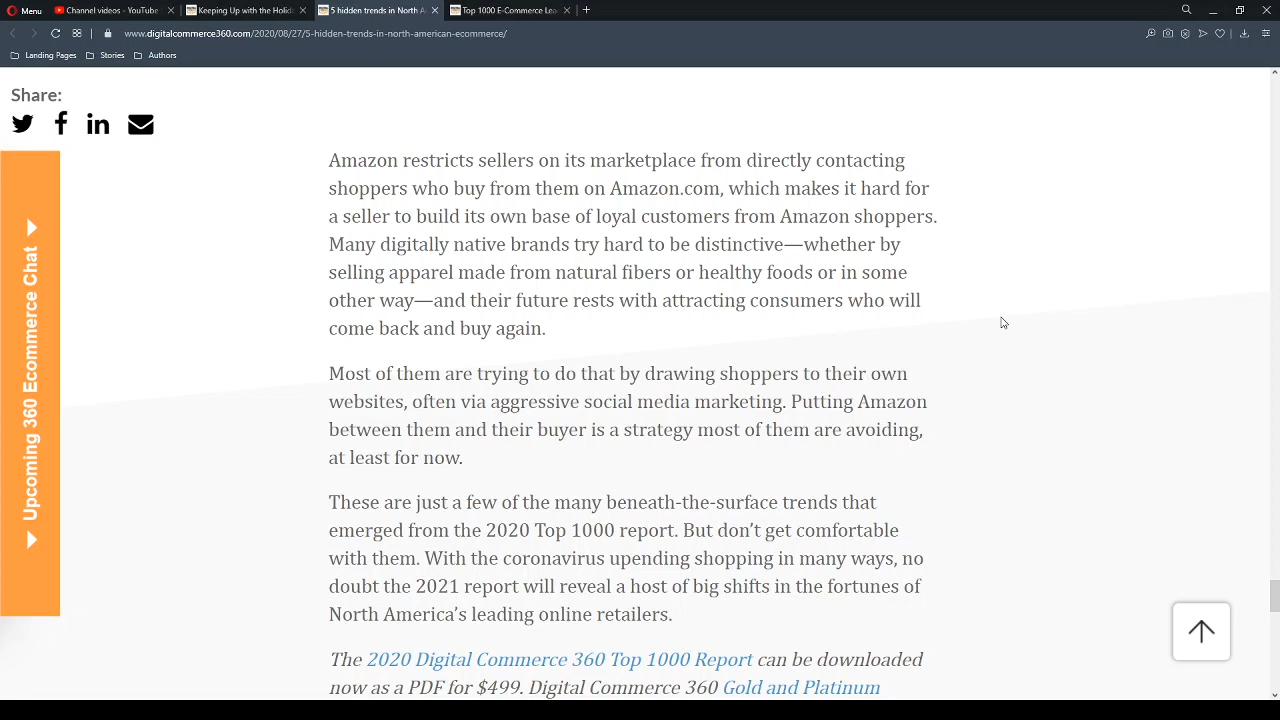 Menu
Channel videos - YouTube
Keeping Up with the Holid
5 hidden trends in North A
Top 1000 E-Commerce Lea
www.digitalcommerce360.com/2020/08/27/5-hidden-trends-in-north-american-ecommerce/
Landing Pages
Stories
Authors
Share:
Upcoming 360 Ecommerce Chat
Amazon restricts sellers on its marketplace from directly contacting
shoppers who buy from them on Amazon.com, which makes it hard for
a seller to build its own base of loyal customers from Amazon shoppers.
Many digitally native brands try hard to be distinctive—whether by
selling apparel made from natural fibers or healthy foods or in some
other way—and their future rests with attracting consumers who will
come back and buy again.
Most of them are trying to do that by drawing shoppers to their own
websites, often via aggressive social media marketing. Putting Amazon
between them and their buyer is a strategy most of them are avoiding,
at least for now.
These are just a few of the many beneath-the-surface trends that
emerged from the 2020 Top 1000 report. But don’t get comfortable
with them. With the coronavirus upending shopping in many ways, no
doubt the 2021 report will reveal a host of big shifts in the fortunes of
North America’s leading online retailers.
The 2020 Digital Commerce 360 Top 1000 Report can be downloaded
now as a PDF for $499. Digital Commerce 360 Gold and Platinum